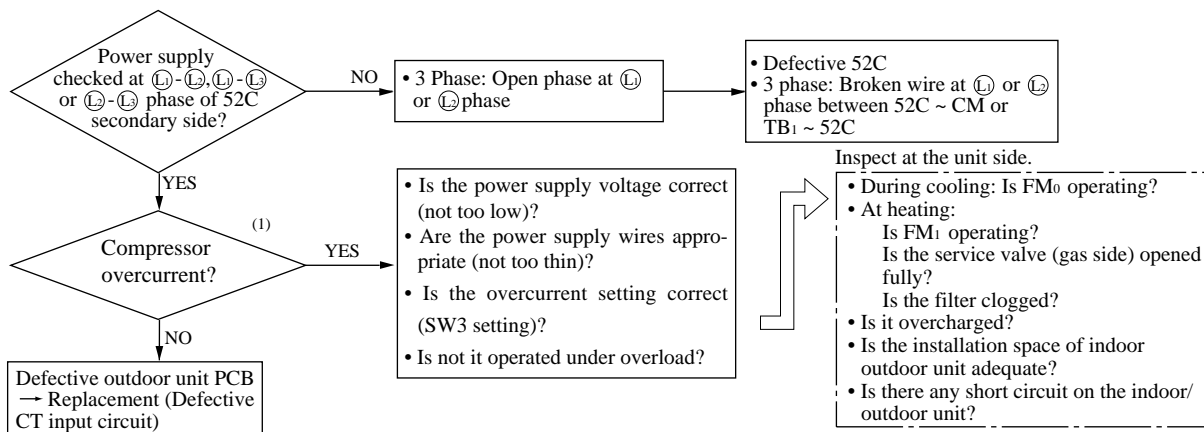 Power supply
checked at L1 - L2, L1 - L3
or L2 - L3 phase of 52C
secondary side?
NO
• 3 Phase: Open phase at L1
or L2 phase
• Defective 52C
• 3 phase: Broken wire at L1 or L2
phase between 52C ~ CM or
TB1 ~ 52C
YES
(1)
Compressor
overcurrent?
YES
• Is the power supply voltage correct
(not too low)?
• Are the power supply wires appro-
priate (not too thin)?
• Is the overcurrent setting correct
(SW3 setting)?
• Is not it operated under overload?
Inspect at the unit side.
• During cooling: Is FM0 operating?
• At heating:
Is FM1 operating?
Is the service valve (gas side) opened
fully?
Is the filter clogged?
• Is it overcharged?
• Is the installation space of indoor
outdoor unit adequate?
• Is there any short circuit on the indoor/
outdoor unit?
NO
Defective outdoor unit PCB
→ Replacement (Defective
CT input circuit)